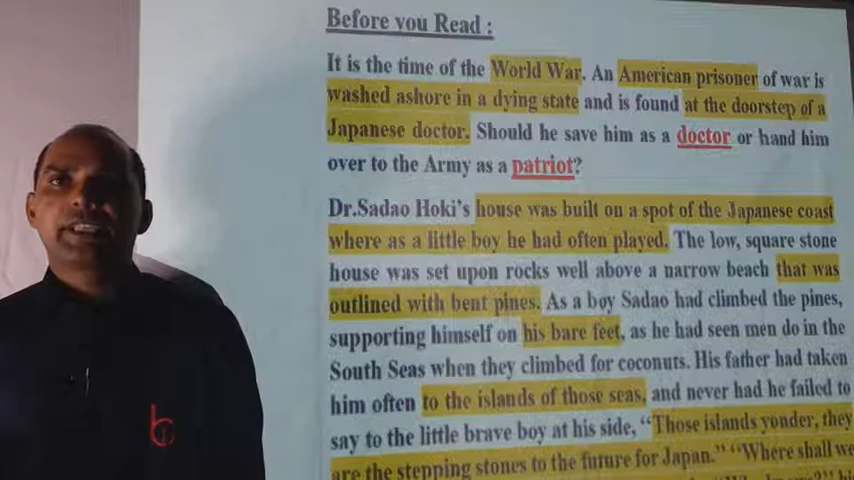 Before you Read :
It is the time of the World War. An American prisoner of war is
washed ashore in a dying state and is found at the doorstep of a
Japanese doctor. Should he save him as a doctor or hand him
over to the Army as a patriot?
Dr.Sadao Hoki's house was built on a spot of the Japanese coast
where as a little boy he had often played. The low, square stone
house was set upon rocks well above a narrow beach that was
outlined with bent pines. As a boy Sadao had climbed the pines,
supporting himself on his bare feet, as he had seen men do in the
South Seas when they climbed for coconuts. His father had taken
him often to the islands of those seas, and never had he failed to
say to the little brave boy at his side, “Those islands yonder, they
are the stepping stones to the future for Japan.” “Where shall we